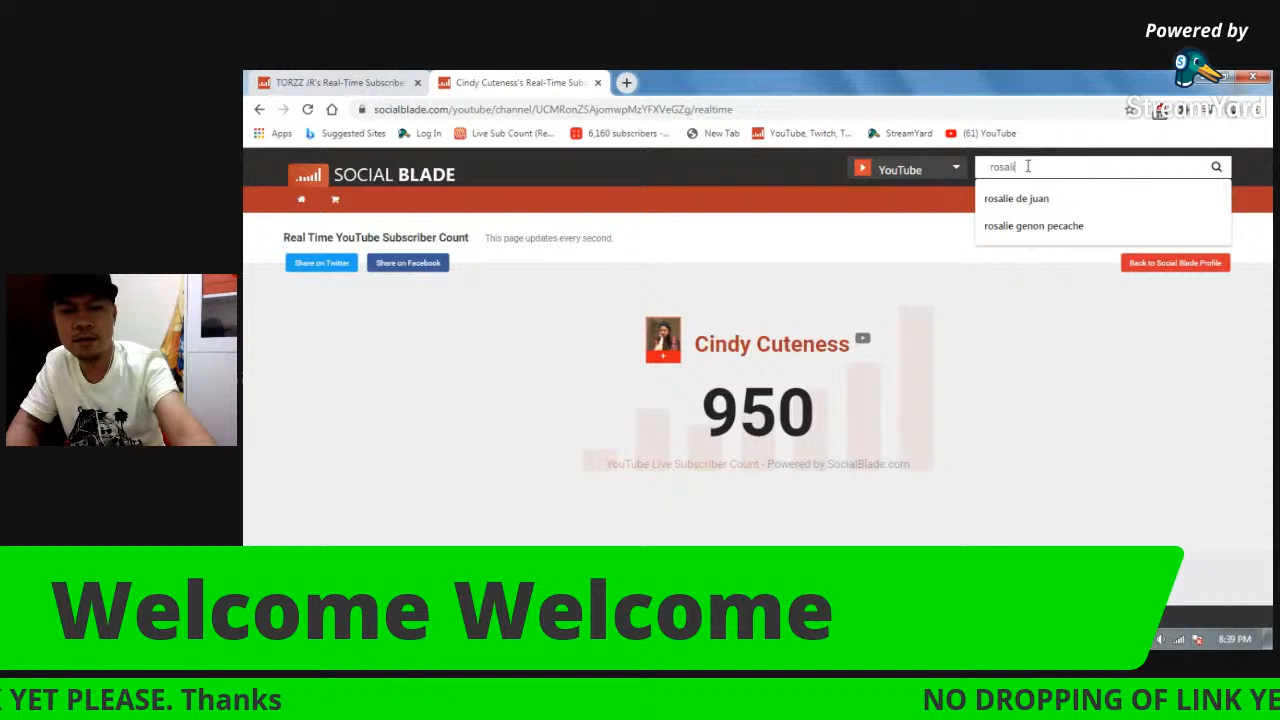 Powered by
StreamYard
TORZZ JR's Real-Time Subscribe
Cindy Cuteness's Real-Time Sub
socialblade.com/youtube/channel/UCMRonZSAjomwpMzYFXVeGZg/realtime
Apps
Suggested Sites
Log In
Live Sub Count (Re...
6,160 subscribers -...
New Tab
YouTube, Twitch, T...
StreamYard
(61) YouTube
SOCIAL BLADE
YouTube
rosali
rosalie de juan
rosalie genon pecache
Real Time YouTube Subscriber Count
This page updates every second.
Share on Twitter
Share on Facebook
Back to Social Blade Profile
Cindy Cuteness
950
YouTube Live Subscriber Count - Powered by SocialBlade.com
Welcome Welcome
8:39 PM
K YET PLEASE. Thanks
NO DROPPING OF LINK YE